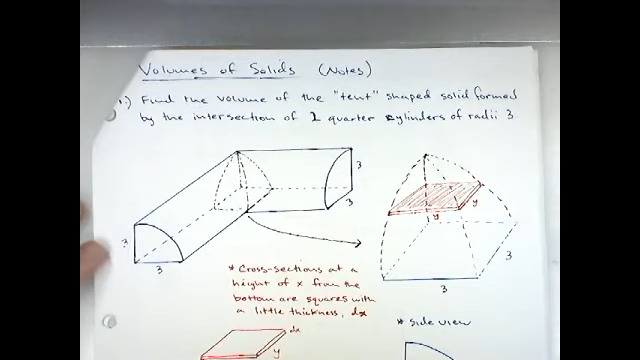 Volumes of Solids (Notes)
1.) Find the volume of the "tent" shaped solid formed
by the intersection of 2 quarter cylinders of radii 3
3
3
3
3
y
y
3
3
* Cross-sections at a
height of x from the
bottom are squares with
a little thickness, dx
* side view
dx
y